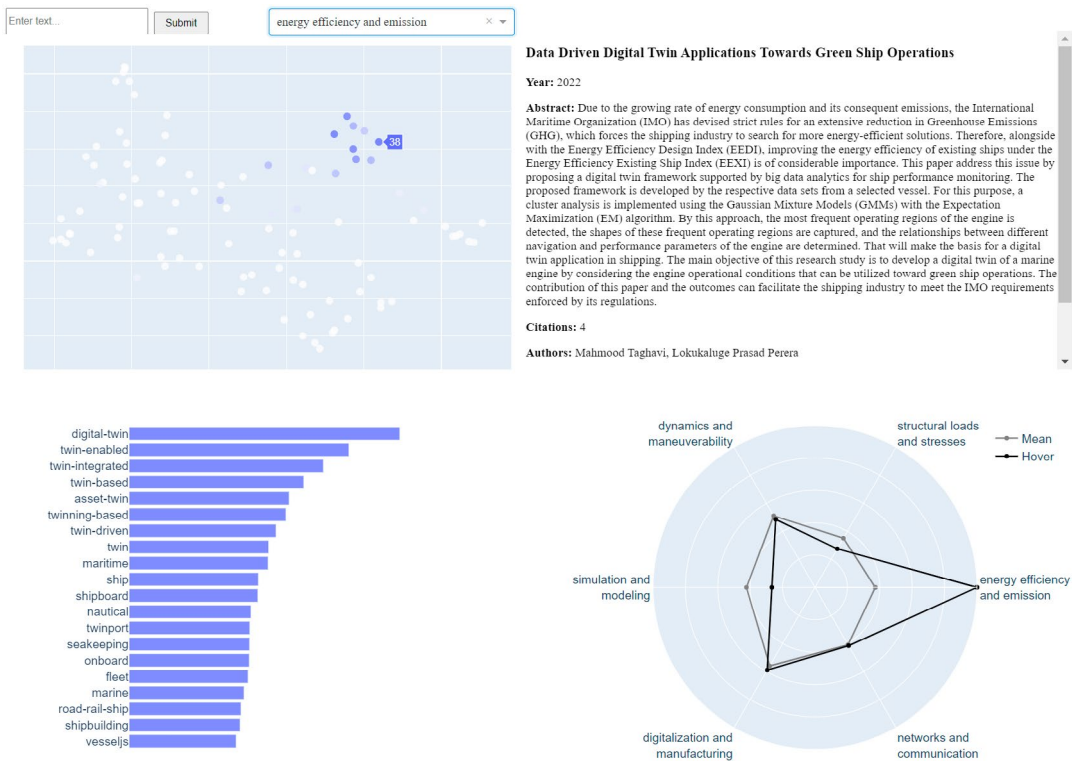 Enter text...
Submit
energy efficiency and emission
38
Data Driven Digital Twin Applications Towards Green Ship Operations
Year: 2022
Abstract: Due to the growing rate of energy consumption and its consequent emissions, the International
Maritime Organization (IMO) has devised strict rules for an extensive reduction in Greenhouse Emissions
(GHG), which forces the shipping industry to search for more energy-efficient solutions. Therefore, alongside
with the Energy Efficiency Design Index (EEDI), improving the energy efficiency of existing ships under the
Energy Efficiency Existing Ship Index (EEXI) is of considerable importance. This paper address this issue by
proposing a digital twin framework supported by big data analytics for ship performance monitoring. The
proposed framework is developed by the respective data sets from a selected vessel. For this purpose, a
cluster analysis is implemented using the Gaussian Mixture Models (GMMs) with the Expectation
Maximization (EM) algorithm. By this approach, the most frequent operating regions of the engine is
detected, the shapes of these frequent operating regions are captured, and the relationships between different
navigation and performance parameters of the engine are determined. That will make the basis for a digital
twin application in shipping. The main objective of this research study is to develop a digital twin of a marine
engine by considering the engine operational conditions that can be utilized toward green ship operations. The
contribution of this paper and the outcomes can facilitate the shipping industry to meet the IMO requirements
enforced by its regulations.
Citations: 4
Authors: Mahmood Taghavi, Lokukaluge Prasad Perera
digital-twin
twin-enabled
twin-integrated
twin-based
asset-twin
twinning-based
twin-driven
twin
maritime
ship
shipboard
nautical
twinport
seakeeping
onboard
fleet
marine
road-rail-ship
shipbuilding
vesseljs
dynamics and
maneuverability
structural loads
and stresses
Mean
Hover
simulation and
modeling
energy efficiency
and emission
digitalization and
manufacturing
networks and
communication